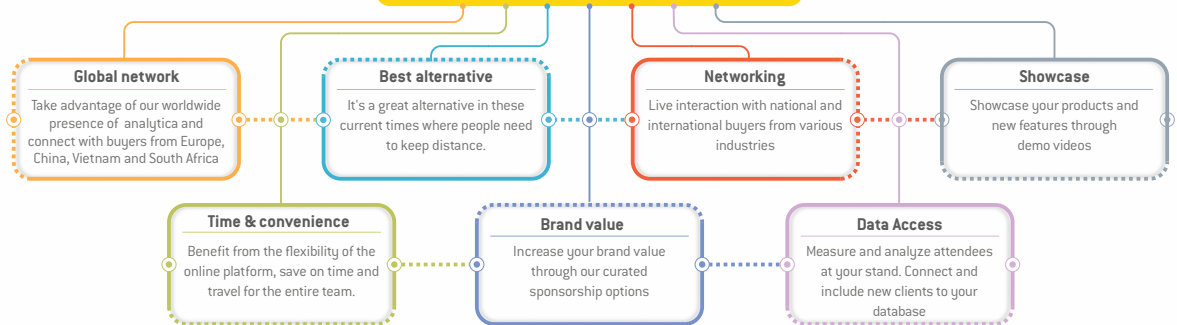 Global network
Take advantage of our worldwide
presence of analytica and
connect with buyers from Europe,
China, Vietnam and South Africa
Best alternative
It's a great alternative in these
current times where people need
to keep distance.
Networking
Live interaction with national and
international buyers from various
industries
Showcase
Showcase your products and
new features through
demo videos
Time & convenience
Benefit from the flexibility of the
online platform, save on time and
travel for the entire team.
Brand value
Increase your brand value
through our curated
sponsorship options
Data Access
Measure and analyze attendees
at your stand. Connect and
include new clients to your
database